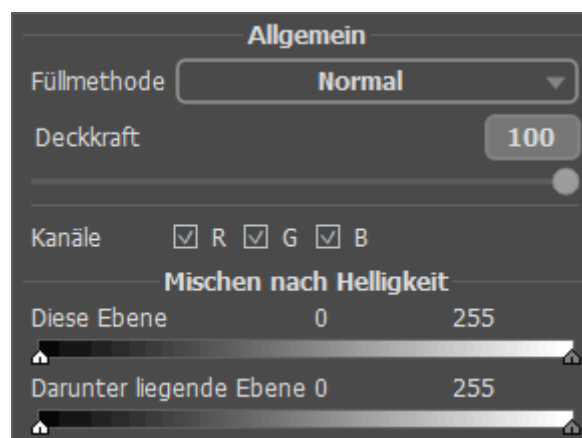 Allgemein
Füllmethode Normal
Deckkraft 100
Kanäle R G B
Mischen nach Helligkeit
Diese Ebene 0 255
Darunter liegende Ebene 0 255